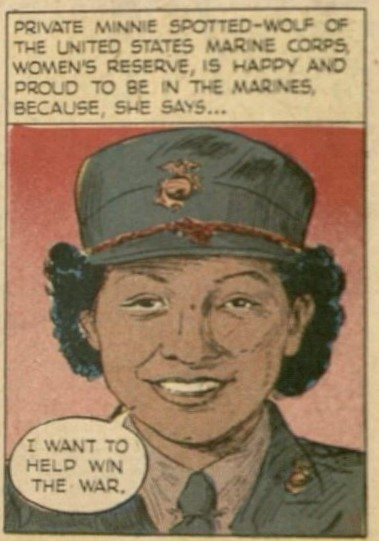 PRIVATE MINNIE SPOTTED-WOLF OF
THE UNITED STATES MARINE CORPS,
WOMEN'S RESERVE, IS HAPPY AND
PROUD TO BE IN THE MARINES,
BECAUSE, SHE SAYS...
I WANT TO
HELP WIN
THE WAR.